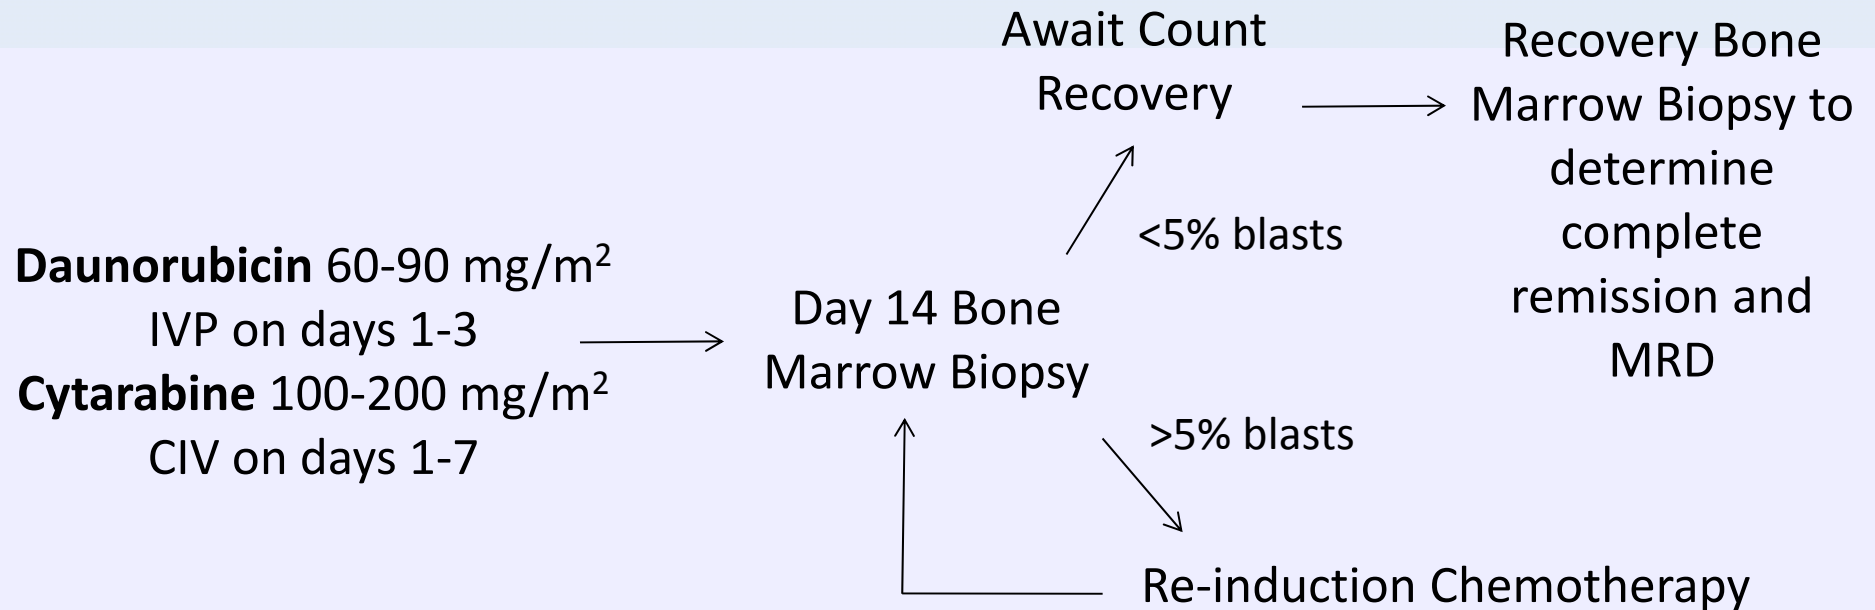 Daunorubicin 60-90 mg/m²
IVP on days 1-3
Cytarabine 100-200 mg/m²
CIV on days 1-7
Day 14 Bone
Marrow Biopsy
<5% blasts
Await Count
Recovery
Recovery Bone
Marrow Biopsy to
determine
complete
remission and
MRD
>5% blasts
Re-induction Chemotherapy